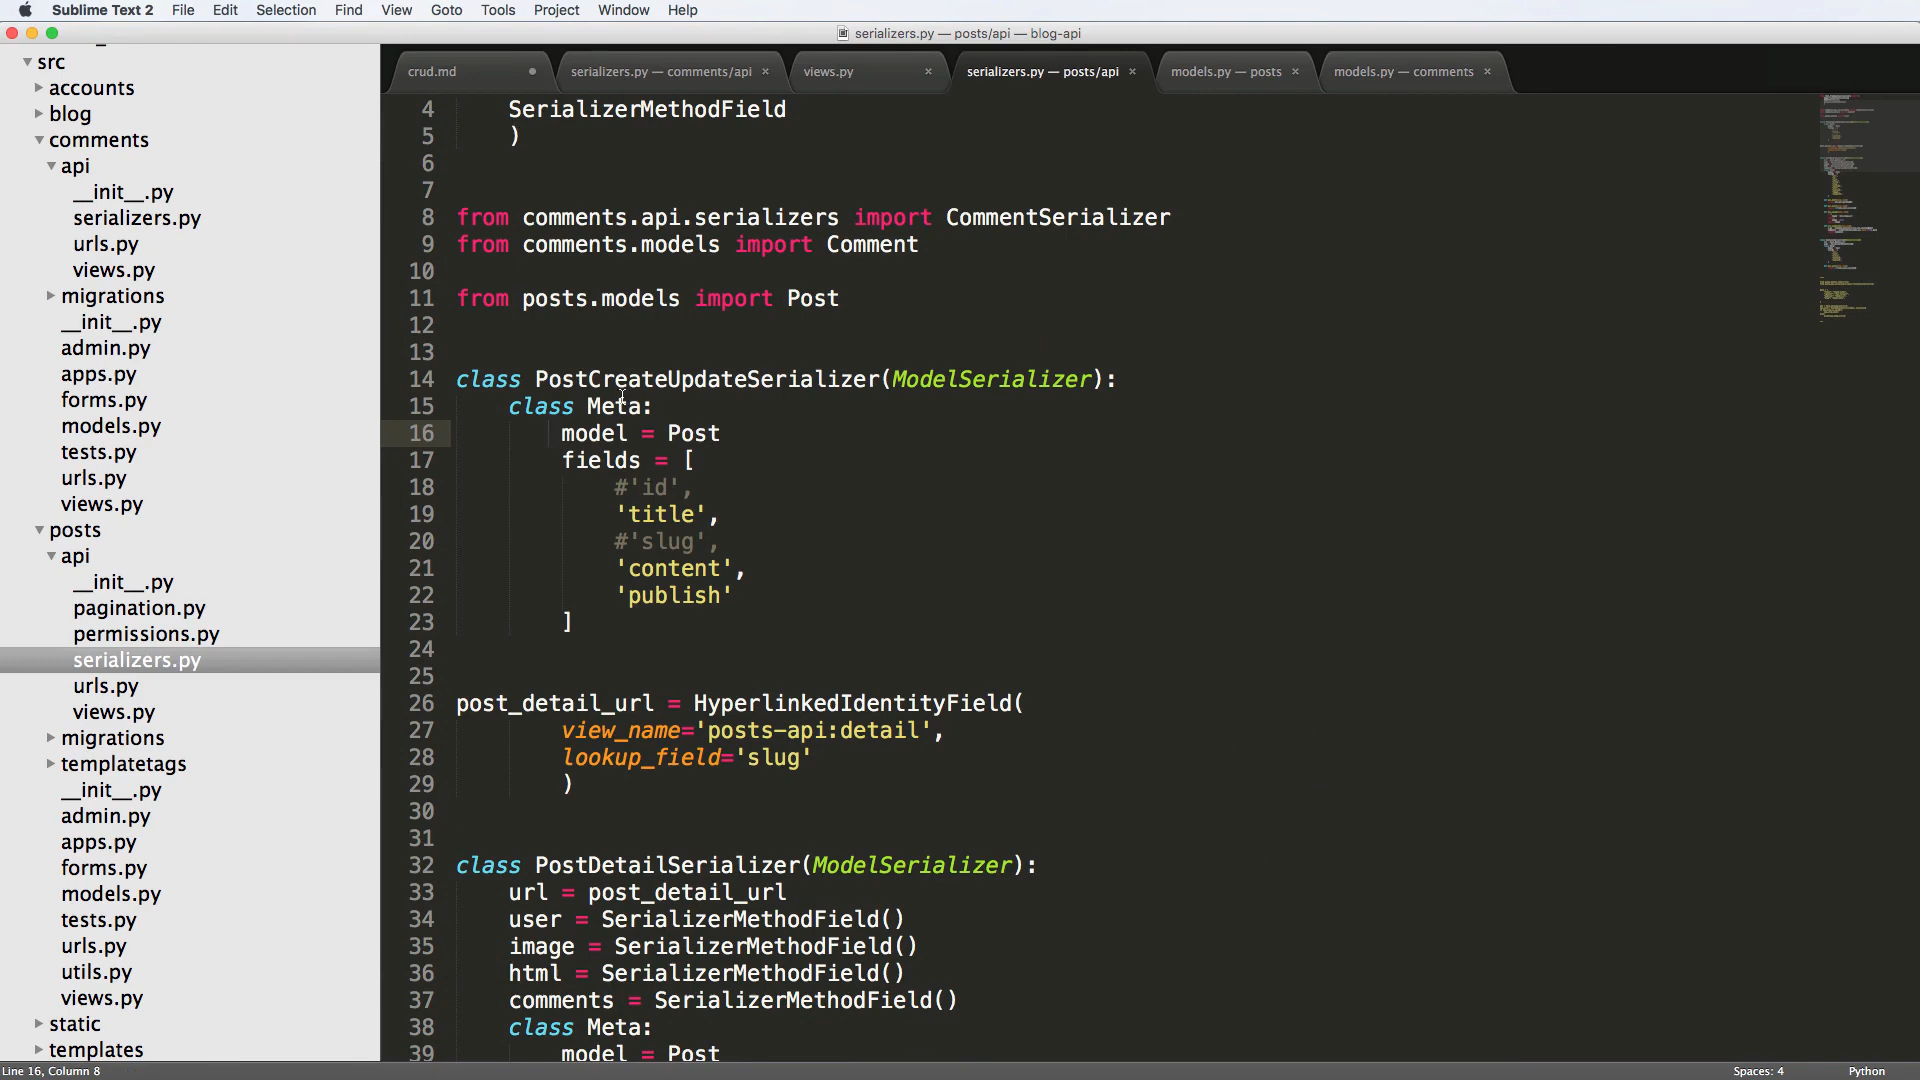 Sublime Text 2 File Edit Selection Find View Goto Tools Project Window Help
serializers.py — posts/api — blog-api
crud.md serializers.py — comments/api × views.py × serializers.py — posts/api × models.py — posts × models.py — comments ×
src
accounts
blog
comments
api
__init__.py
serializers.py
urls.py
views.py
migrations
__init__.py
admin.py
apps.py
forms.py
models.py
tests.py
urls.py
views.py
posts
api
__init__.py
pagination.py
permissions.py
serializers.py
urls.py
views.py
migrations
templatetags
__init__.py
admin.py
apps.py
forms.py
models.py
tests.py
urls.py
utils.py
views.py
static
templates
4 SerializerMethodField
5 )
6
7
8 from comments.api.serializers import CommentSerializer
9 from comments.models import Comment
10
11 from posts.models import Post
12
13
14 class PostCreateUpdateSerializer(ModelSerializer):
15 class Meta:
16 model = Post
17 fields = [
18 #'id',
19 'title',
20 #'slug',
21 'content',
22 'publish'
23 ]
24
25
26 post_detail_url = HyperlinkedIdentityField(
27 view_name='posts-api:detail',
28 lookup_field='slug'
29 )
30
31
32 class PostDetailSerializer(ModelSerializer):
33 url = post_detail_url
34 user = SerializerMethodField()
35 image = SerializerMethodField()
36 html = SerializerMethodField()
37 comments = SerializerMethodField()
38 class Meta:
39 model = Post
Line 16, Column 8 Spaces: 4 Python